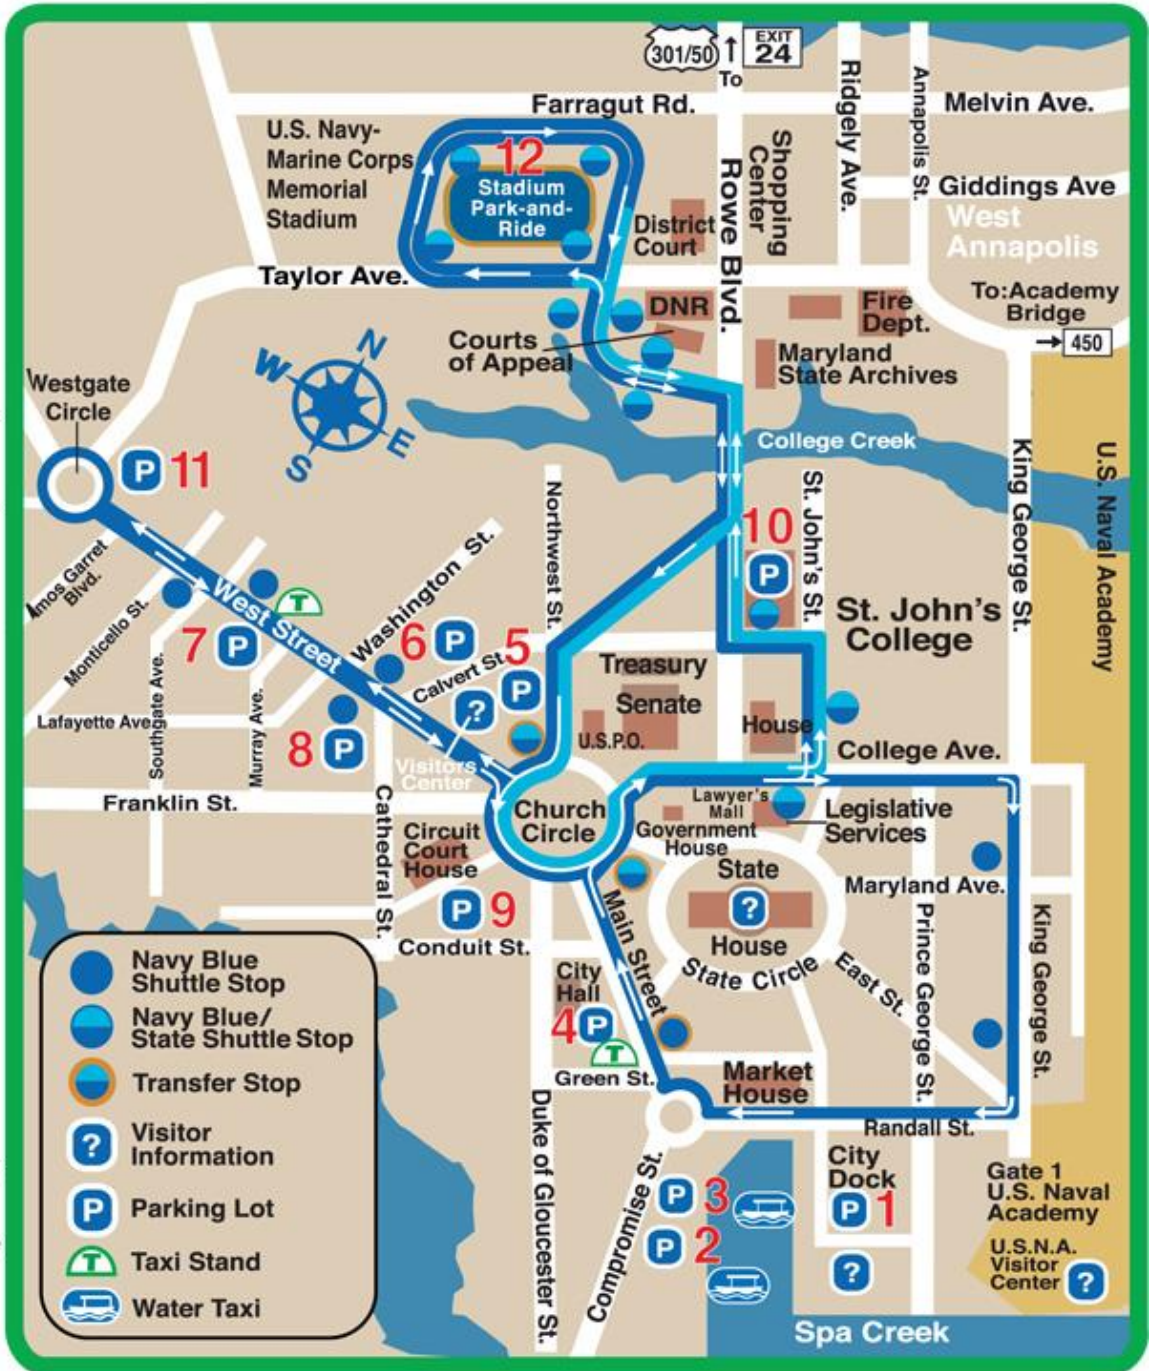 301/50
To
EXIT
24
Farragut Rd.
Melvin Ave.
Ridgely Ave.
Annapolis St.
U.S. Navy-
Marine Corps
Memorial
Stadium
12
Stadium
Park-and-
Ride
District
Court
Rowe Blvd.
Shopping
Center
Giddings Ave
West
Annapolis
Taylor Ave.
DNR
Fire
Dept.
To:Academy
Bridge
450
Courts
of Appeal
Maryland
State Archives
N
W
E
S
Westgate
Circle
P
11
College Creek
U.S. Naval Academy
King George St.
Northwest St.
St. John's St.
10
P
Amos Garret
Blvd.
Monticello St.
West Street
T
Washington St.
7
P
6
P
Calvert St.
5
P
?
St. John's
College
Treasury
Senate
U.S.P.O.
House
Lafayette Ave.
Southgate Ave.
Murray Ave.
8
P
Visitors
Center
College Ave.
Franklin St.
Cathedral St.
Church
Circle
Lawyer's
Mall
Government
House
Legislative
Services
Circuit
Court
House
State
?
House
State Circle
Maryland Ave.
P
9
Conduit St.
Main Street
East St.
Prince George St.
King George St.
City
Hall
4
P
T
Green St.
Market
House
Randall St.
Duke of Gloucester St.
Compromise St.
P
3
P
2
City
Dock
P
1
?
Gate 1
U.S. Naval
Academy
U.S.N.A.
Visitor
Center
?
Spa Creek
Navy Blue
Shuttle Stop
Navy Blue/
State Shuttle Stop
Transfer Stop
?
Visitor
Information
P
Parking Lot
T
Taxi Stand
Water Taxi